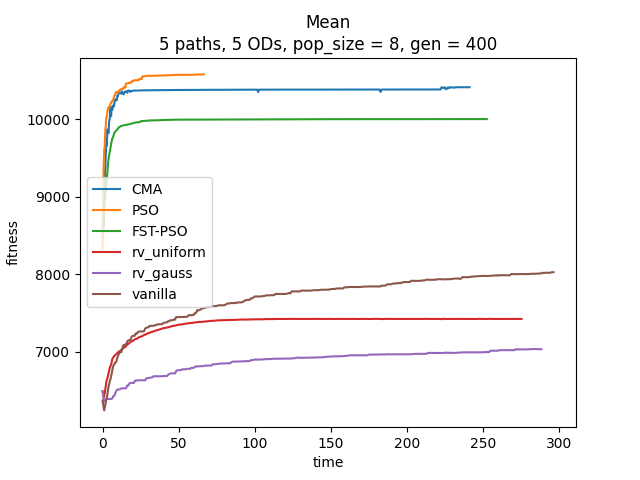 Mean
5 paths, 5 ODs, pop_size = 8, gen = 400
10000
9000
8000
7000
fitness
CMA
PSO
FST-PSO
rv_uniform
rv_gauss
vanilla
0 50 100 150 200 250 300
time